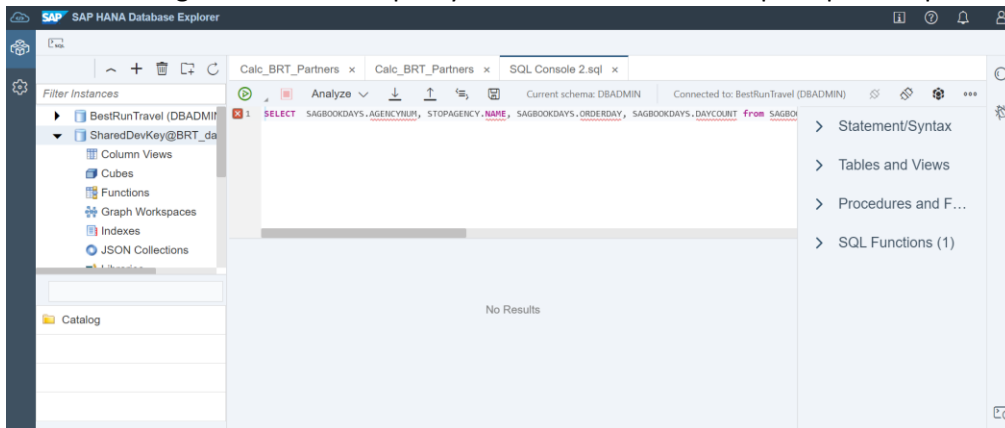 SAP SAP HANA Database Explorer
SQL
Calc_BRT_Partners × Calc_BRT_Partners × SQL Console 2.sql ×
Filter Instances
Analyze Current schema: DBADMIN Connected to: BestRunTravel (DBADMIN)
BestRunTravel (DBADMI
1 SELECT SAGBOOKDAYS.AGENCYNUM, STOPAGENCY.NAME, SAGBOOKDAYS.ORDERDAY, SAGBOOKDAYS.DAYCOUNT from SAGBO
Statement/Syntax
SharedDevKey@BRT_da
Column Views
Tables and Views
Cubes
Functions
Procedures and F...
Graph Workspaces
Indexes
SQL Functions (1)
JSON Collections
No Results
Catalog